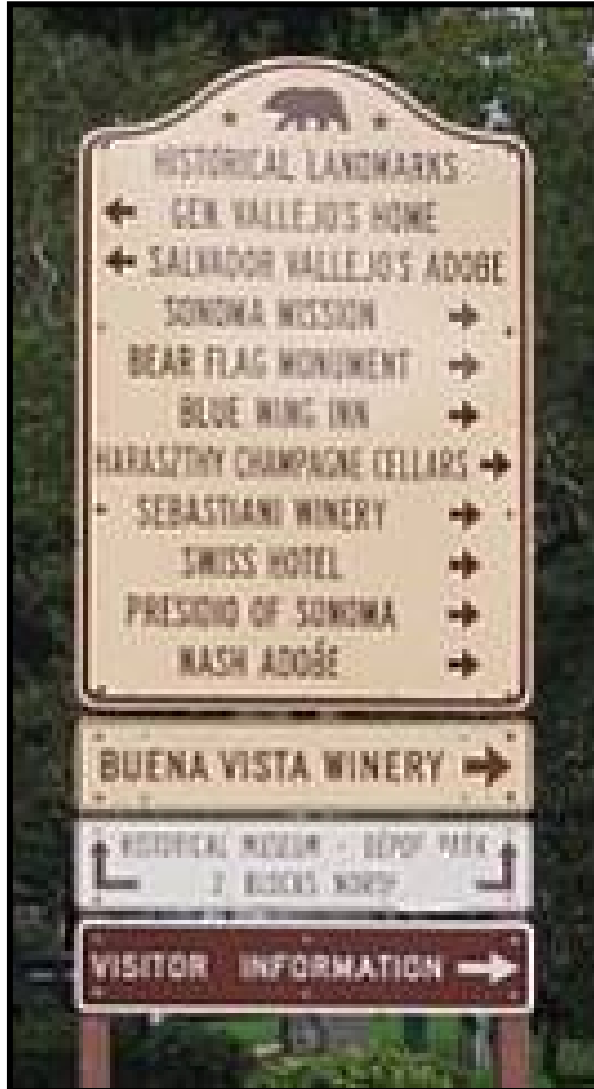 HISTORICAL LANDMARKS
GEN. VALLEJO'S HOME
SALVADOR VALLEJO'S ADOBE
SONOMA MISSION
BEAR FLAG MONUMENT
BLUE WING INN
HARASZTHY CHAMPAGNE CELLARS
SEBASTIANI WINERY
SWISS HOTEL
PRESIDIO OF SONOMA
NASH ADOBE
BUENA VISTA WINERY
HISTORICAL MUSEUM - DEPOT PARK
2 BLOCKS NORTH
VISITOR INFORMATION